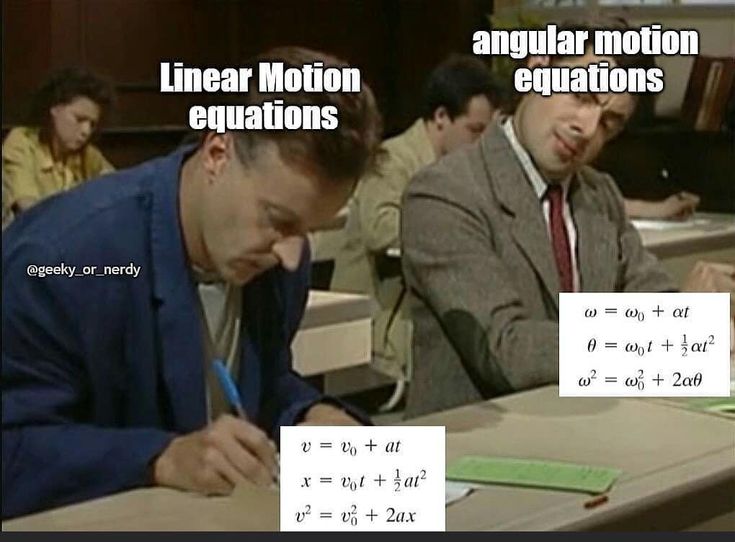 Linear Motion
equations
angular motion
equations
@geeky_or_nerdy
ω = ω₀ + αt
θ = ω₀t + ½αt²
ω² = ω₀² + 2αθ
v = v₀ + at
x = v₀t + ½at²
v² = v₀² + 2ax